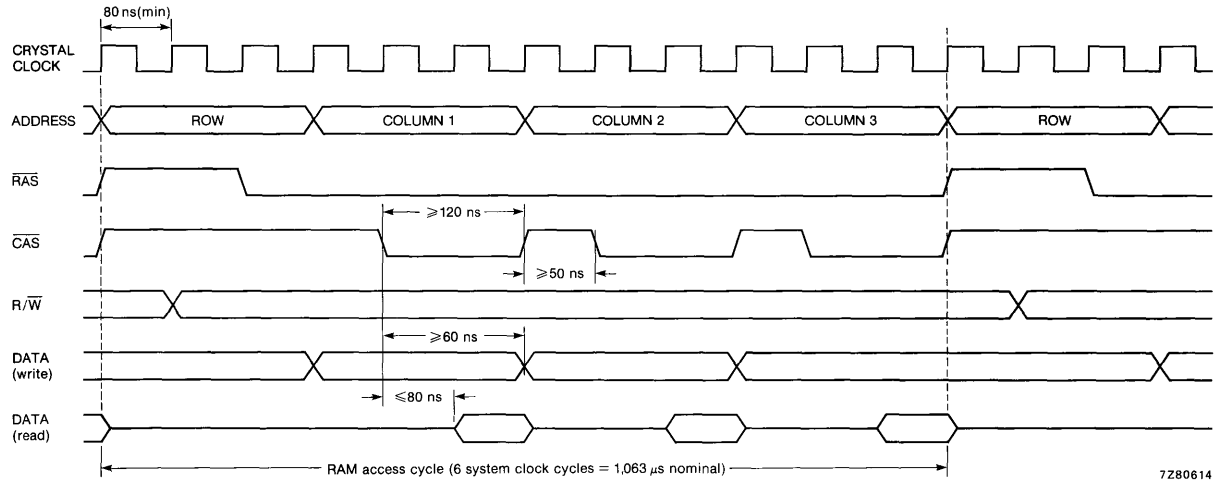 80 ns(min)
CRYSTAL
CLOCK
ADDRESS
ROW
COLUMN 1
COLUMN 2
COLUMN 3
ROW
RAS
⩾120 ns
CAS
⩾50 ns
R/W
⩾60 ns
DATA
(write)
≤80 ns
DATA
(read)
RAM access cycle (6 system clock cycles = 1,063 μs nominal)
7Z80614